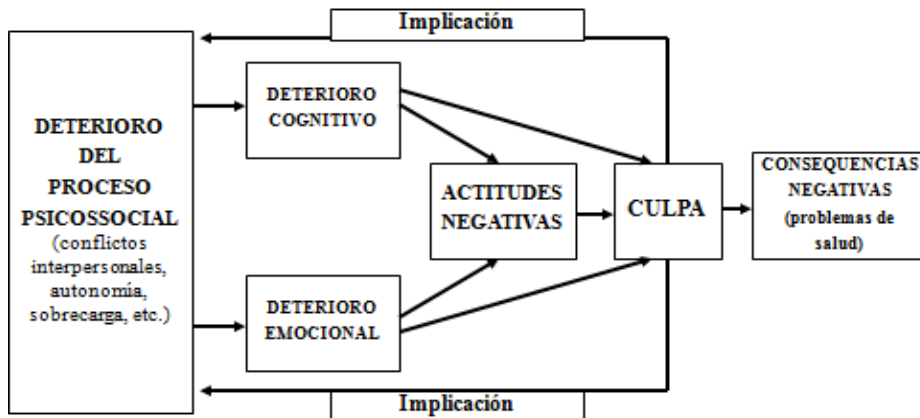 Implicación
DETERIORO
DEL
PROCESO
PSICOSSOCIAL
(conflictos
interpersonales,
autonomía,
sobrecarga, etc.)
DETERIORO
COGNITIVO
DETERIORO
EMOCIONAL
ACTITUDES
NEGATIVAS
CULPA
CONSEQUENCIAS
NEGATIVAS
(problemas de
salud)
Implicación